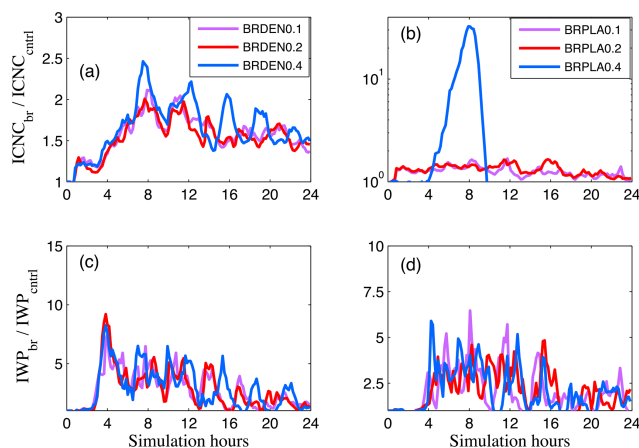 ICNC_br / ICNC_cntrl
3
2.5
2
1.5
1
(a)
BRDEN0.1
BRDEN0.2
BRDEN0.4
0 4 8 12 16 20 24
(b)
BRPLA0.1
BRPLA0.2
BRPLA0.4
10^1
10^0
0 4 8 12 16 20 24
IWP_br / IWP_cntrl
15
10
5
(c)
0 4 8 12 16 20 24
Simulation hours
10
7.5
5
2.5
(d)
0 4 8 12 16 20 24
Simulation hours